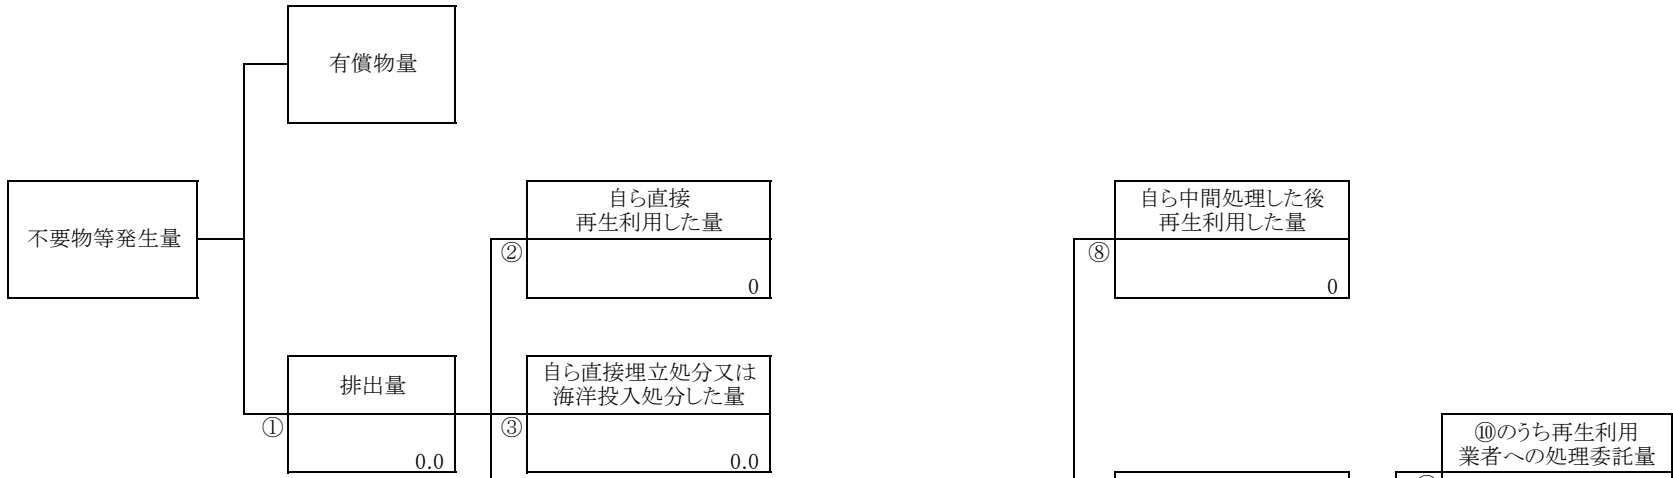 有償物量
不要物等発生量
自ら直接
再生利用した量
②
0
自ら中間処理した後
再生利用した量
⑧
0
排出量
①
0.0
自ら直接埋立処分又は
海洋投入処分した量
③
0.0
⑩のうち再生利用
業者への処理委託量